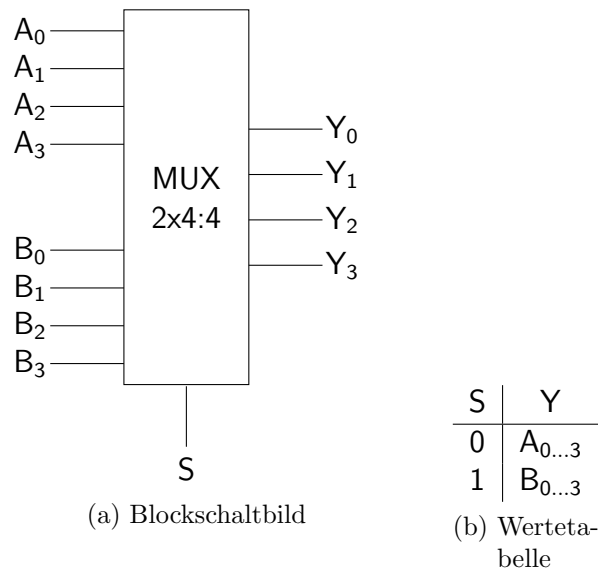 A₀
A₁
A₂
A₃
B₀
B₁
B₂
B₃
MUX
2x4:4
Y₀
Y₁
Y₂
Y₃
S
(a) Blockschaltbild
S Y
0 A₀...₃
1 B₀...₃
(b) Werteta-
belle